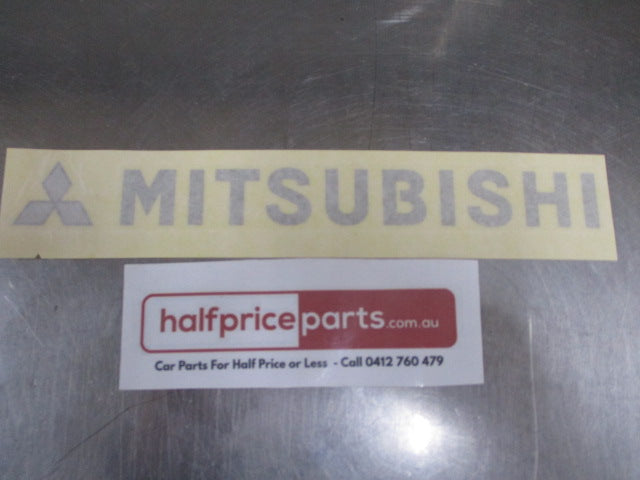 MITSUBISHI
halfpriceparts.com.au
Car Parts For Half Price or Less - Call 0412 760 479